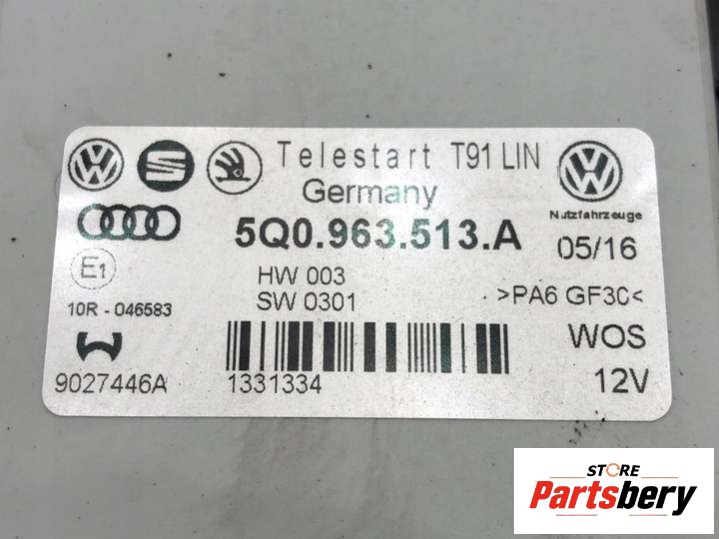 Telestart T91 LIN
Germany
5Q0.963.513.A
Nutzfahrzeuge
05/16
E1
HW 003
SW 0301
>PA6 GF30<
10R - 046583
WOS
9027446A
1331334
12V
STORE
Partsbery